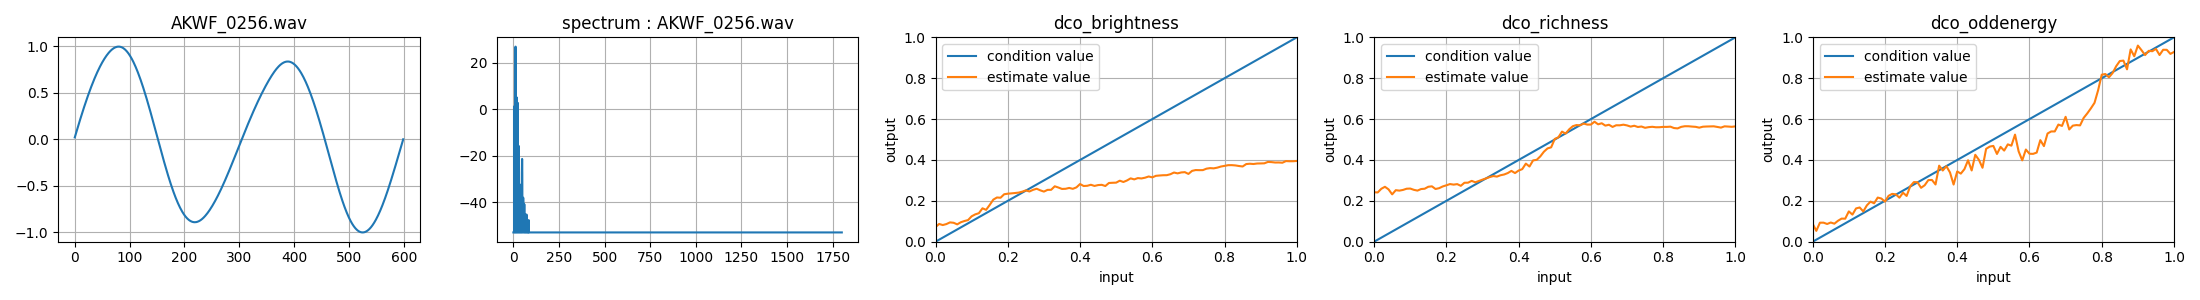 AKWF_0256.wav
1.0
0.5
0.0
−0.5
−1.0
0 100 200 300 400 500 600
spectrum : AKWF_0256.wav
20
0
−20
−40
0 250 500 750 1000 1250 1500 1750
dco_brightness
condition value
estimate value
output
1.0
0.8
0.6
0.4
0.2
0.0
0.0 0.2 0.4 0.6 0.8 1.0
input
dco_richness
condition value
estimate value
output
1.0
0.8
0.6
0.4
0.2
0.0
0.0 0.2 0.4 0.6 0.8 1.0
input
dco_oddenergy
condition value
estimate value
output
1.0
0.8
0.6
0.4
0.2
0.0
0.0 0.2 0.4 0.6 0.8 1.0
input